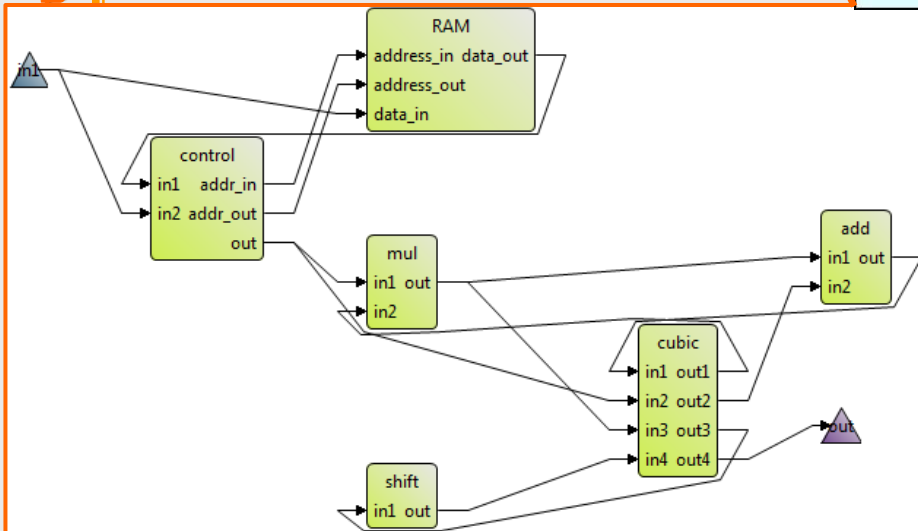 RAM
address_in data_out
address_out
data_in
in1
control
in1 addr_in
in2 addr_out
out
mul
in1 out
in2
add
in1 out
in2
cubic
in1 out1
in2 out2
in3 out3
in4 out4
out
shift
in1 out